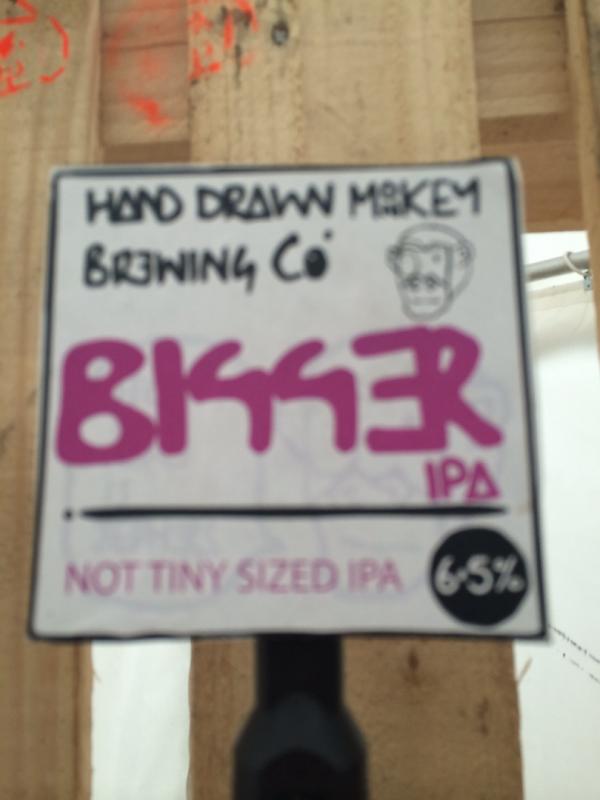 HAND DRAWN MONKEY
BREWING Co
BIGGER
IPA
NOT TINY SIZED IPA
6.5%